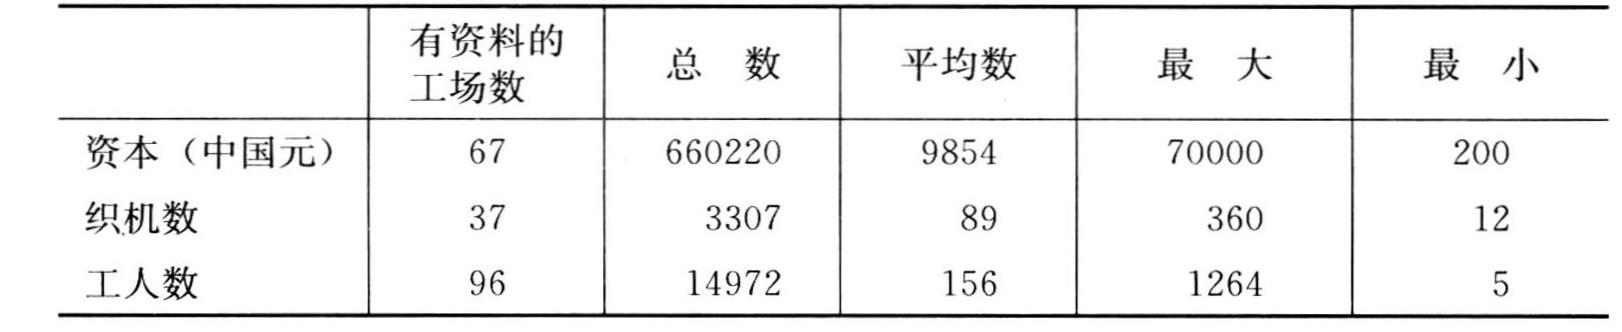 有资料的
工场数 总 数 平均数 最 大 最 小
资本（中国元） 67 660220 9854 70000 200
织机数 37 3307 89 360 12
工人数 96 14972 156 1264 5